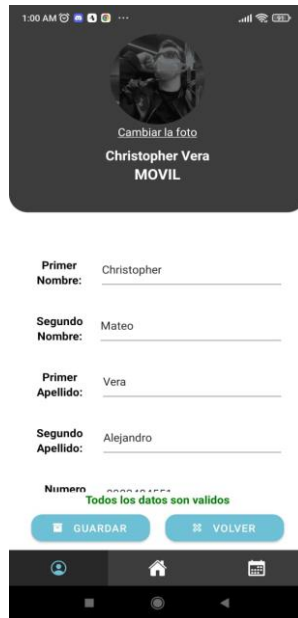 1:00 AM
Cambiar la foto
Christopher Vera
MOVIL
Primer
Nombre:
Christopher
Segundo
Nombre:
Mateo
Primer
Apellido:
Vera
Segundo
Apellido:
Alejandro
Numero
Todos los datos son validos
GUARDAR
VOLVER